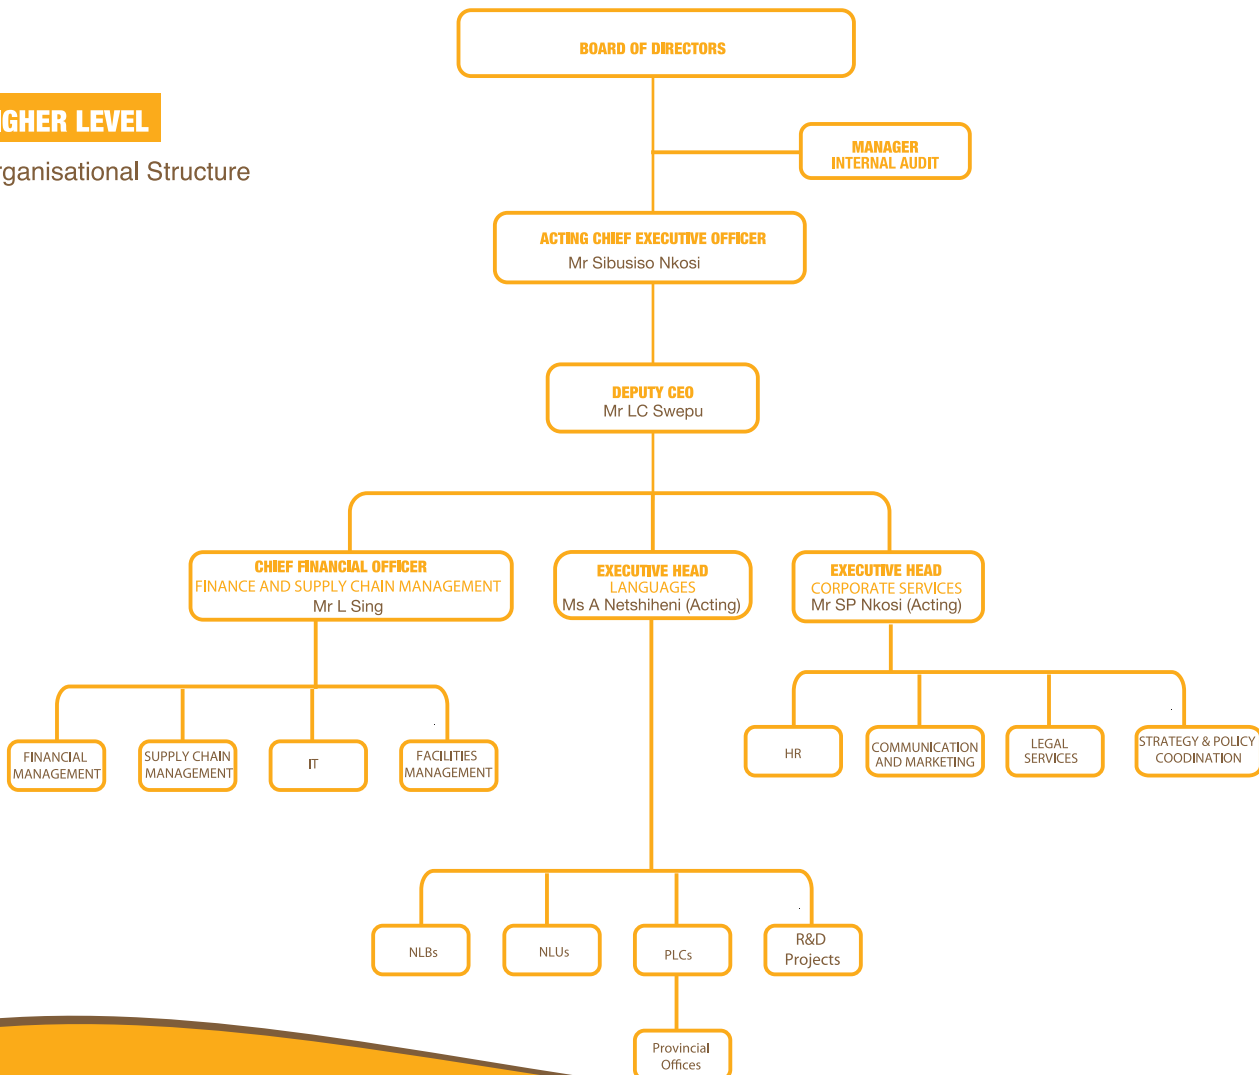 BOARD OF DIRECTORS
IGHER LEVEL
rganisational Structure
MANAGER
INTERNAL AUDIT
ACTING CHIEF EXECUTIVE OFFICER
Mr Sibusiso Nkosi
DEPUTY CEO
Mr LC Swepu
CHIEF FINANCIAL OFFICER
FINANCE AND SUPPLY CHAIN MANAGEMENT
Mr L Sing
EXECUTIVE HEAD
LANGUAGES
Ms A Netshiheni (Acting)
EXECUTIVE HEAD
CORPORATE SERVICES
Mr SP Nkosi (Acting)
FINANCIAL
MANAGEMENT
SUPPLY CHAIN
MANAGEMENT
IT
FACILITIES
MANAGEMENT
HR
COMMUNICATION
AND MARKETING
LEGAL
SERVICES
STRATEGY & POLICY
COODINATION
NLBs
NLUs
PLCs
R&D
Projects
Provincial
Offices